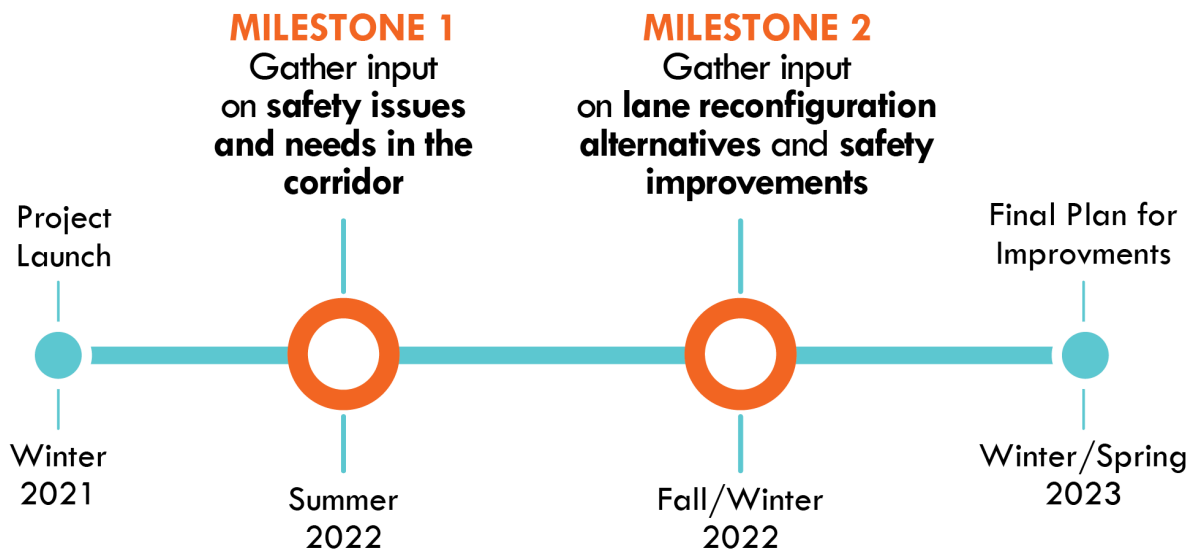 Project
Launch
Winter
2021
MILESTONE 1
Gather input
on safety issues
and needs in the
corridor
Summer
2022
MILESTONE 2
Gather input
on lane reconfiguration
alternatives and safety
improvements
Fall/Winter
2022
Final Plan for
Improvments
Winter/Spring
2023